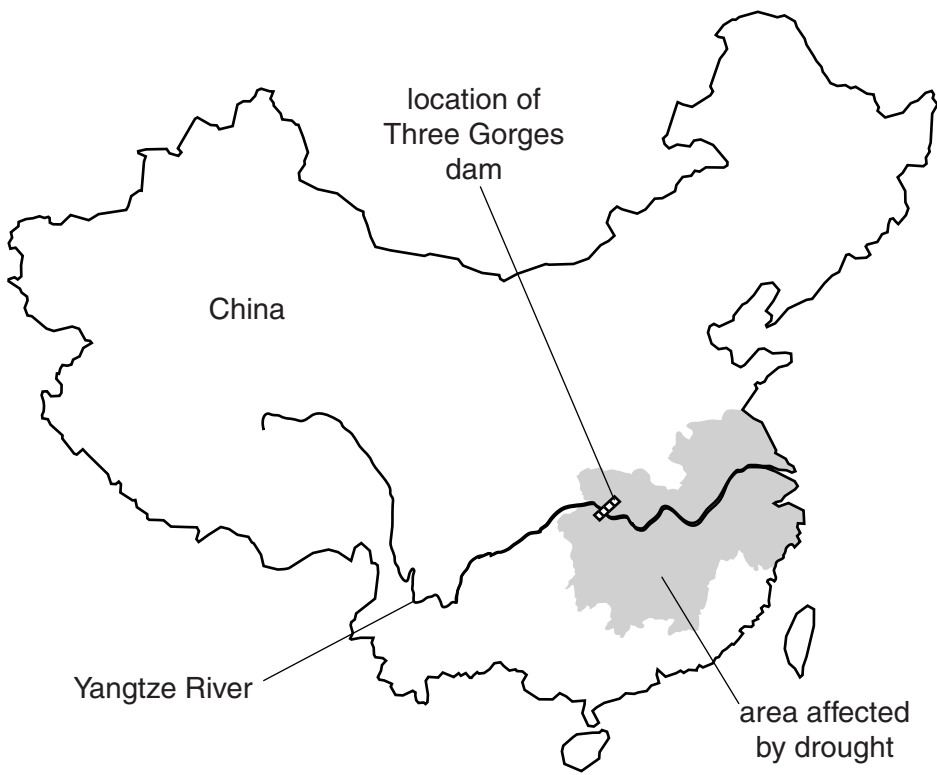 location of
Three Gorges
dam
China
Yangtze River
area affected
by drought